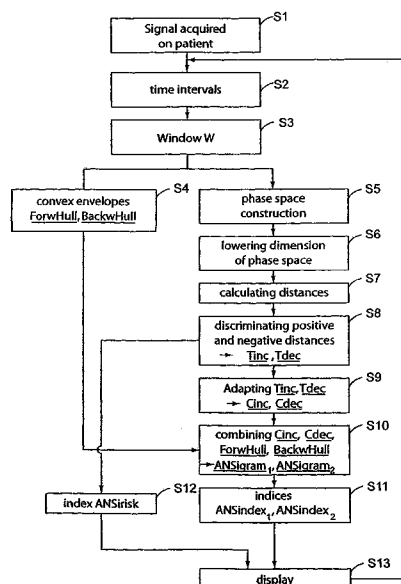 S1
Signal acquired
on patient
time intervals
S2
S3
Window W
S4
convex envelopes
ForwHull, BackwHull
S5
phase space
construction
S6
lowering dimension
of phase space
S7
calculating distances
S8
discriminating positive
and negative distances
→ Tinc, Tdec
S9
Adapting Tinc, Tdec
→ Cinc, Cdec
S10
combining Cinc, Cdec,
ForwHull, BackwHull
→ ANSigram1, ANSigram2
S12
index ANSirisk
S11
indices
ANSindex1, ANSindex2
S13
display